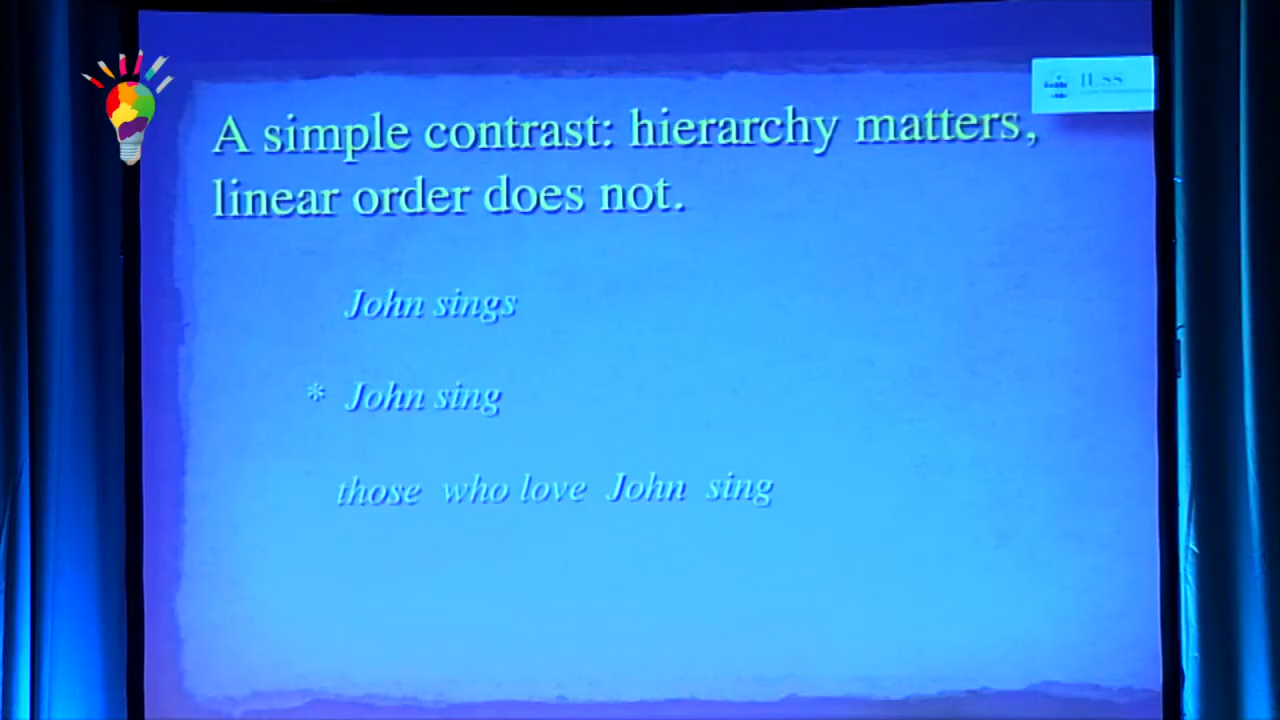 A simple contrast: hierarchy matters,
linear order does not.
John sings
* John sing
those who love John sing